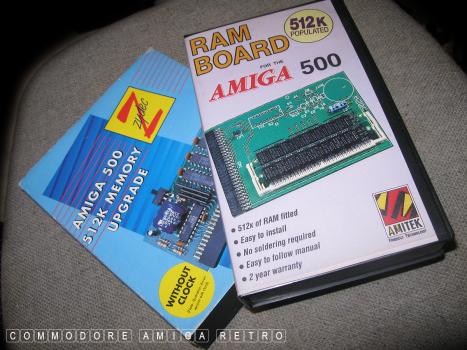 RAM
BOARD
FOR THE
AMIGA 500
512K
POPULATED
• 512x of RAM fitted
• Easy to install
• No soldering required
• Easy to follow manual
• 2 year warranty
AMITEK
Z
AMIGA 500
512K MEMORY
UPGRADE
WITHOUT
CLOCK
COMMODORE AMIGA RETRO